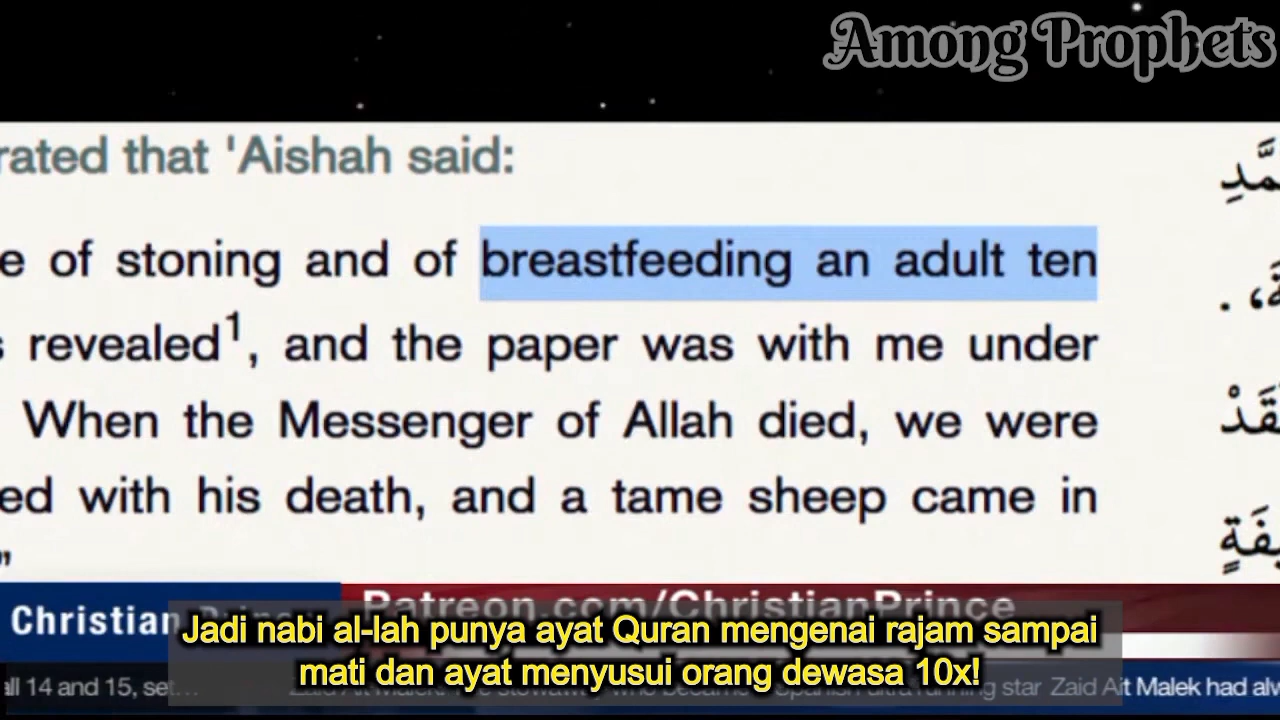 Among Prophets
rated that 'Aishah said:
e of stoning and of breastfeeding an adult ten
s revealed1, and the paper was with me under
When the Messenger of Allah died, we were
ed with his death, and a tame sheep came in
”
Christian Prince
Patreon.com/ChristianPrince
Jadi nabi al-lah punya ayat Quran mengenai rajam sampai
mati dan ayat menyusui orang dewasa 10x!
all 14 and 15, set...
star Zaid Ait Malek had alw